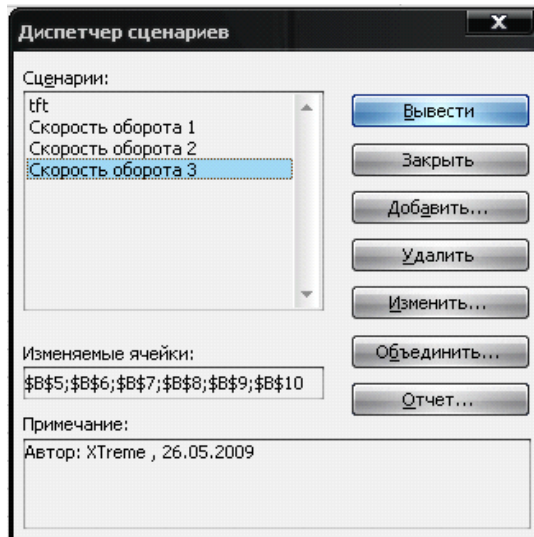 Диспетчер сценариев
X
Сценарии:
tft
Скорость оборота 1
Скорость оборота 2
Скорость оборота 3
Вывести
Закрыть
Добавить...
Удалить
Изменить...
Объединить...
Отчет...
Изменяемые ячейки:
$B$5;$B$6;$B$7;$B$8;$B$9;$B$10
Примечание:
Автор: XTreme , 26.05.2009